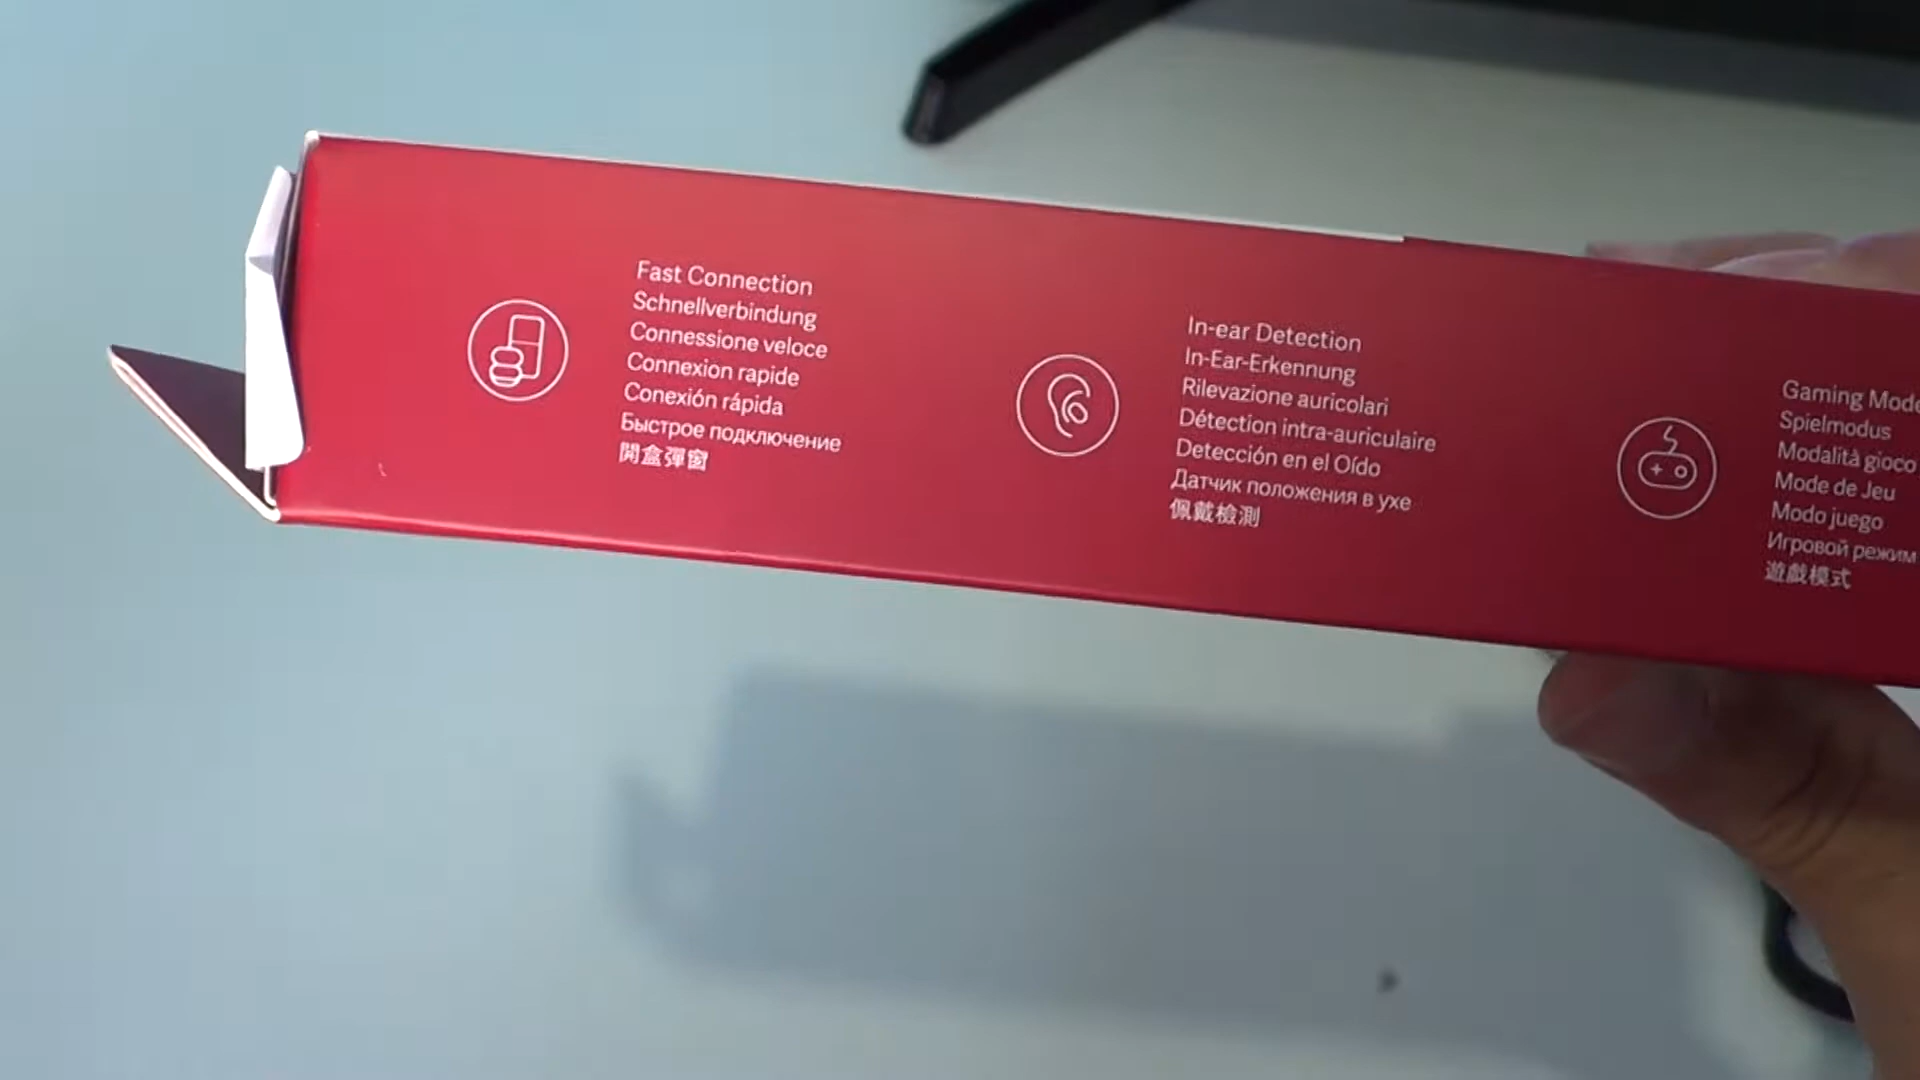 Fast Connection
Schnellverbindung
Connessione veloce
Connexion rapide
Conexión rápida
Быстрое подключение
開盒彈窗
In-ear Detection
In-Ear-Erkennung
Rilevazione auricolari
Détection intra-auriculaire
Detección en el Oído
Датчик положения в ухе
佩戴檢測
Gaming Mode
Spielmodus
Modalità gioco
Mode de Jeu
Modo juego
Игровой режим
遊戲模式